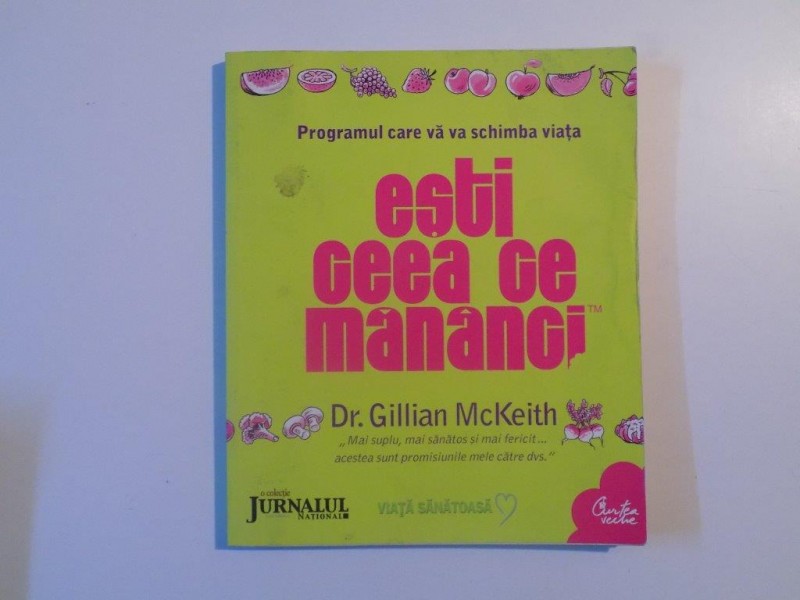 Programul care vă va schimba viața
ești
ceea ce
mănânci™
Dr. Gillian McKeith
„Mai suplu, mai sănătos și mai fericit...
acestea sunt promisiunile mele către dvs.”
o colecție
JURNALUL
NAȚIONAL
VIAȚĂ SĂNĂTOASĂ
Curtea
veche